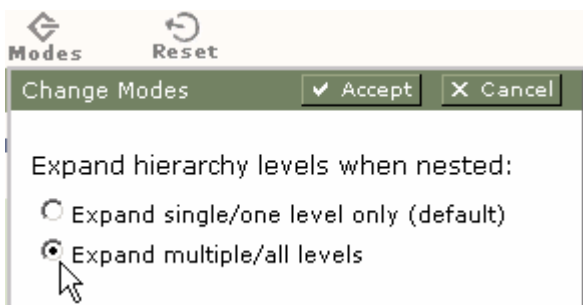 Modes Reset
Change Modes ✔ Accept X Cancel
Expand hierarchy levels when nested:
Expand single/one level only (default)
Expand multiple/all levels